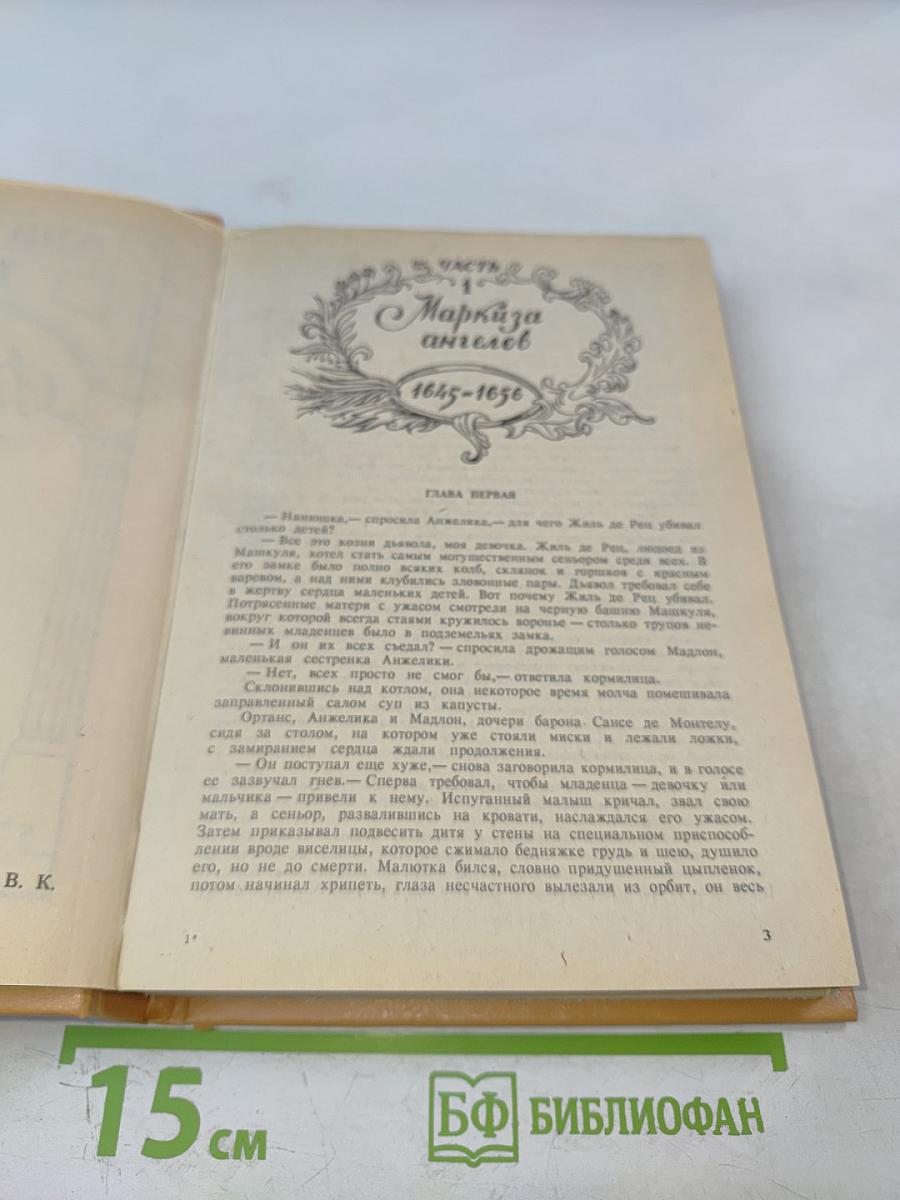 ЧАСТЬ
1
Маркиза
ангелов
1645-1656
ГЛАВА ПЕРВАЯ
— Нянюшка,— спросила Анжелика,— для чего Жиль де Рец убивал
столько детей?
— Все это козни дьявола, моя девочка. Жиль де Рец, людоед из
Машкуля, хотел стать самым могущественным сеньором среди всех. В
его замке было полно всяких колб, склянок и горшков с красным
варевом, а над ними клубились зловонные пары. Дьявол требовал себе
в жертву сердца маленьких детей. Вот почему Жиль де Рец убивал.
Потрясенные матери с ужасом смотрели на черную башню Машкуля,
вокруг которой всегда стаями кружилось воронье — столько трупов не-
винных младенцев было в подземельях замка.
— И он их всех съедал? — спросила дрожащим голосом Мадлон,
маленькая сестренка Анжелики.
— Нет, всех просто не смог бы,— ответила кормилица.
Склонившись над котлом, она некоторое время молча помешивала
заправленный салом суп из капусты.
Ортанс, Анжелика и Мадлон, дочери барона Сансе де Монтелу,
сидя за столом, на котором уже стояли миски и лежали ложки,
с замиранием сердца ждали продолжения.
— Он поступал еще хуже,— снова заговорила кормилица, и в голосе
ее зазвучал гнев.— Сперва требовал, чтобы младенца — девочку или
мальчика — привели к нему. Испуганный малыш кричал, звал свою
мать, а сеньор, развалившись на кровати, наслаждался его ужасом.
Затем приказывал подвесить дитя у стены на специальном приспособ-
лении вроде виселицы, которое сжимало бедняжке грудь и шею, душило
его, но не до смерти. Малютка бился, словно придушенный цыпленок,
потом начинал хрипеть, глаза несчастного вылезали из орбит, он весь
В. К.
1*
3
15 см
БФ БИБЛИОФАН